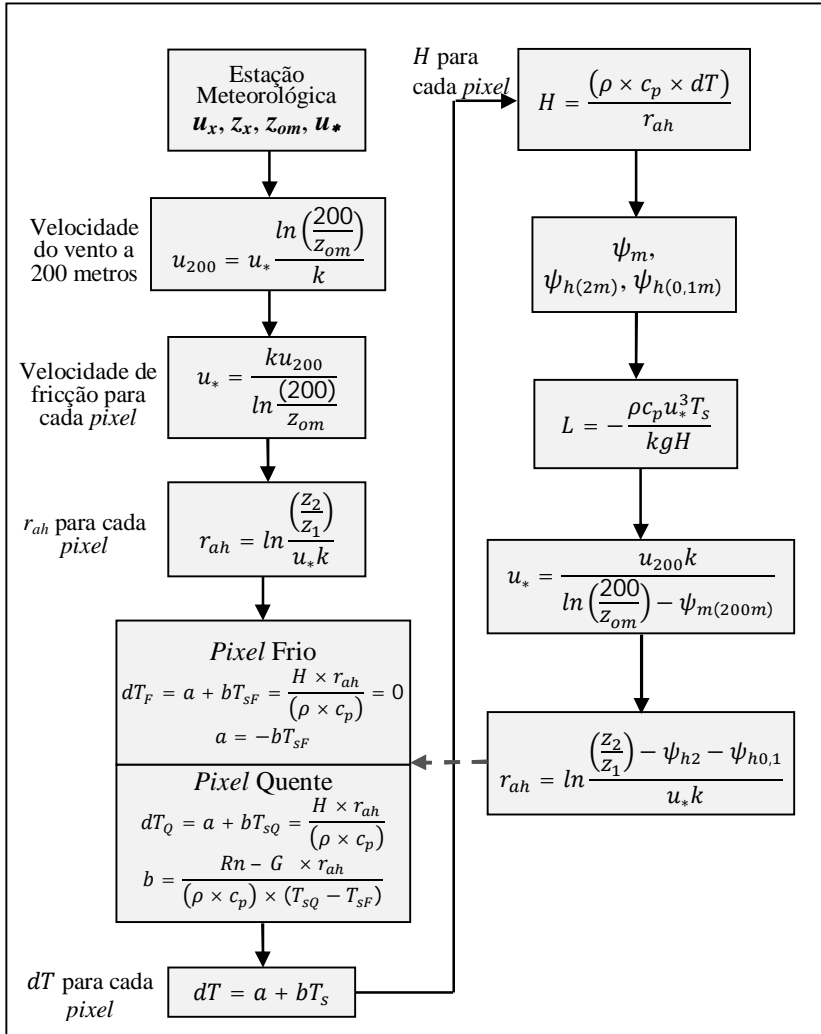 Estação
Meteorológica
u_x, z_x, z_om, u_*
Velocidade
do vento a
200 metros
u_200 = u_* ln(200/z_om)/k
Velocidade de
fricção para
cada pixel
u_* = ku_200/ln (200)/z_om
r_ah para cada
pixel
r_ah = ln (z_2/z_1)/u_*k
Pixel Frio
dT_F = a + bT_sF = H × r_ah/(ρ × c_p) = 0
a = −bT_sF
Pixel Quente
dT_Q = a + bT_sQ = H × r_ah/(ρ × c_p)
b = Rn − G × r_ah/(ρ × c_p) × (T_sQ − T_sF)
dT para cada
pixel
dT = a + bT_s
H para
cada pixel
H = (ρ × c_p × dT)/r_ah
ψ_m,
ψ_h(2m), ψ_h(0,1m)
L = − ρc_p u_*^3 T_s/kgH
u_* = u_200 k/ln(200/z_om) − ψ_m(200m)
r_ah = ln (z_2/z_1) − ψ_h2 − ψ_h0,1/u_*k